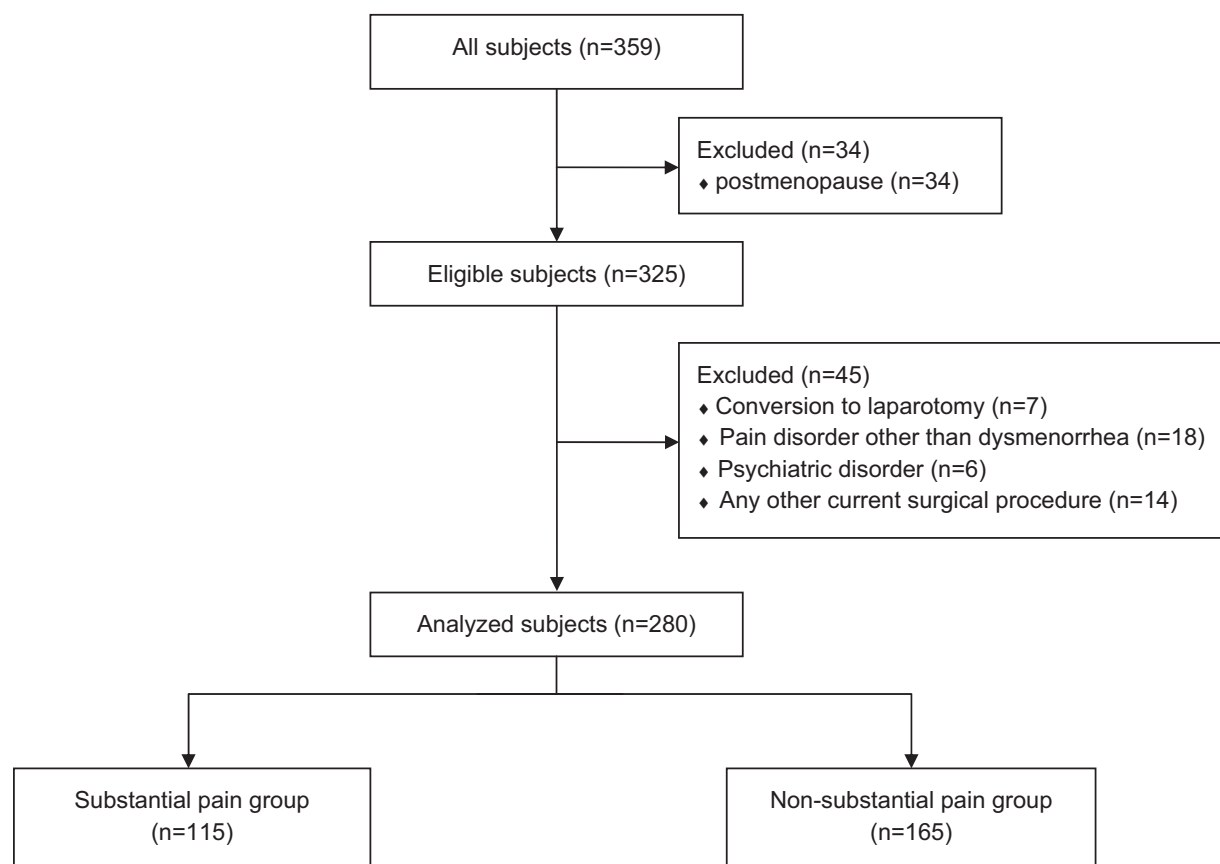 All subjects (n=359)
Excluded (n=34)
♦ postmenopause (n=34)
Eligible subjects (n=325)
Excluded (n=45)
♦ Conversion to laparotomy (n=7)
♦ Pain disorder other than dysmenorrhea (n=18)
♦ Psychiatric disorder (n=6)
♦ Any other current surgical procedure (n=14)
Analyzed subjects (n=280)
Substantial pain group
(n=115)
Non-substantial pain group
(n=165)